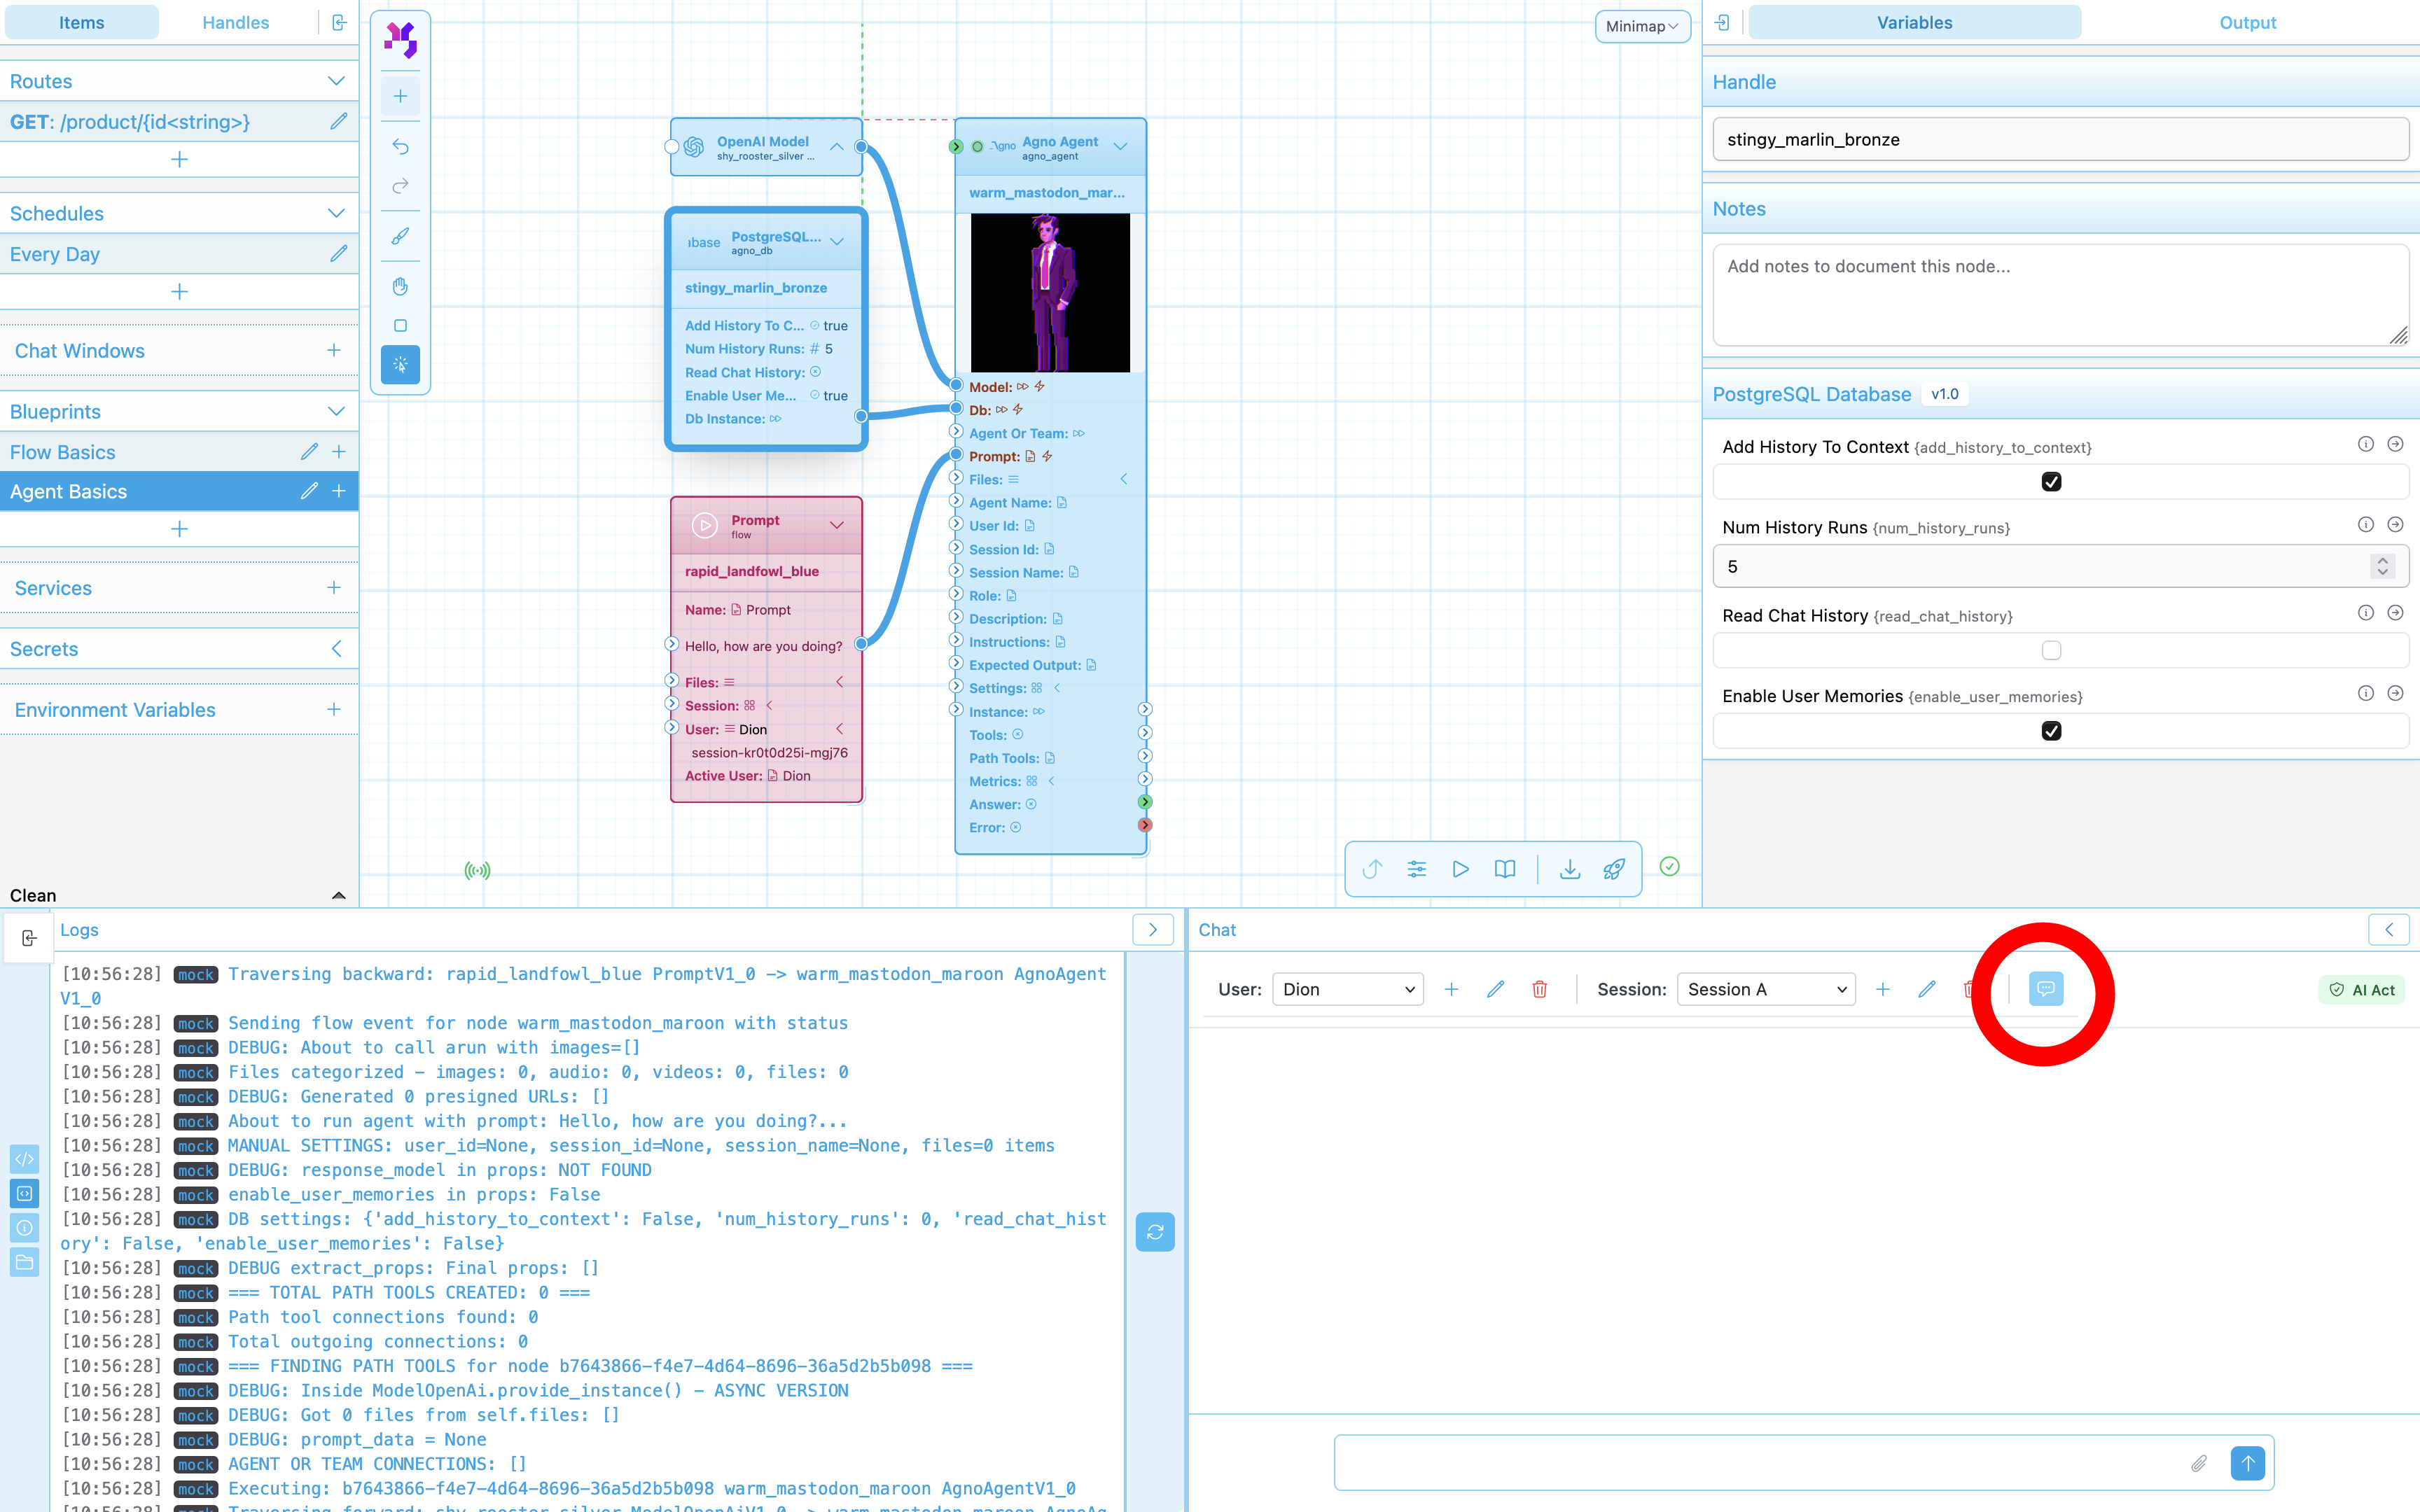 Items
Handles
Routes
GET: /product/{id<string>}
Schedules
Every Day
Chat Windows
Blueprints
Flow Basics
Agent Basics
Services
Secrets
Environment Variables
Clean
Minimap
OpenAI Model
shy_rooster_silver ...
abase
PostgreSQL...
agno_db
stingy_marlin_bronze
Add History To C... true
Num History Runs: # 5
Read Chat History:
Enable User Me... true
Db Instance:
Prompt
flow
rapid_landfowl_blue
Name: Prompt
Hello, how are you doing?
Files:
Session:
User: Dion
session-kr0t0d25i-mgj76
Active User: Dion
Agno
Agno Agent
agno_agent
warm_mastodon_mar...
Model:
Db:
Agent Or Team:
Prompt:
Files:
Agent Name:
User Id:
Session Id:
Session Name:
Role:
Description:
Instructions:
Expected Output:
Settings:
Instance:
Tools:
Path Tools:
Metrics:
Answer:
Error:
Variables
Output
Handle
stingy_marlin_bronze
Notes
Add notes to document this node...
PostgreSQL Database v1.0
Add History To Context {add_history_to_context}
Num History Runs {num_history_runs}
5
Read Chat History {read_chat_history}
Enable User Memories {enable_user_memories}
Logs
[10:56:28] mock Traversing backward: rapid_landfowl_blue PromptV1_0 -> warm_mastodon_maroon AgnoAgent
V1_0
[10:56:28] mock Sending flow event for node warm_mastodon_maroon with status
[10:56:28] mock DEBUG: About to call arun with images=[]
[10:56:28] mock Files categorized - images: 0, audio: 0, videos: 0, files: 0
[10:56:28] mock DEBUG: Generated 0 presigned URLs: []
[10:56:28] mock About to run agent with prompt: Hello, how are you doing?...
[10:56:28] mock MANUAL SETTINGS: user_id=None, session_id=None, session_name=None, files=0 items
[10:56:28] mock DEBUG: response_model in props: NOT FOUND
[10:56:28] mock enable_user_memories in props: False
[10:56:28] mock DB settings: {'add_history_to_context': False, 'num_history_runs': 0, 'read_chat_hist
ory': False, 'enable_user_memories': False}
[10:56:28] mock DEBUG extract_props: Final props: []
[10:56:28] mock === TOTAL PATH TOOLS CREATED: 0 ===
[10:56:28] mock Path tool connections found: 0
[10:56:28] mock Total outgoing connections: 0
[10:56:28] mock === FINDING PATH TOOLS for node b7643866-f4e7-4d64-8696-36a5d2b5b098 ===
[10:56:28] mock DEBUG: Inside ModelOpenAi.provide_instance() - ASYNC VERSION
[10:56:28] mock DEBUG: Got 0 files from self.files: []
[10:56:28] mock DEBUG: prompt_data = None
[10:56:28] mock AGENT OR TEAM CONNECTIONS: []
[10:56:28] mock Executing: b7643866-f4e7-4d64-8696-36a5d2b5b098 warm_mastodon_maroon AgnoAgentV1_0
[10:56:28] mock Traversing forward: shy_rooster_silver ModelOpenAiV1_0 -> warm_mastodon_maroon AgnoAg
Chat
User: Dion
Session: Session A
AI Act